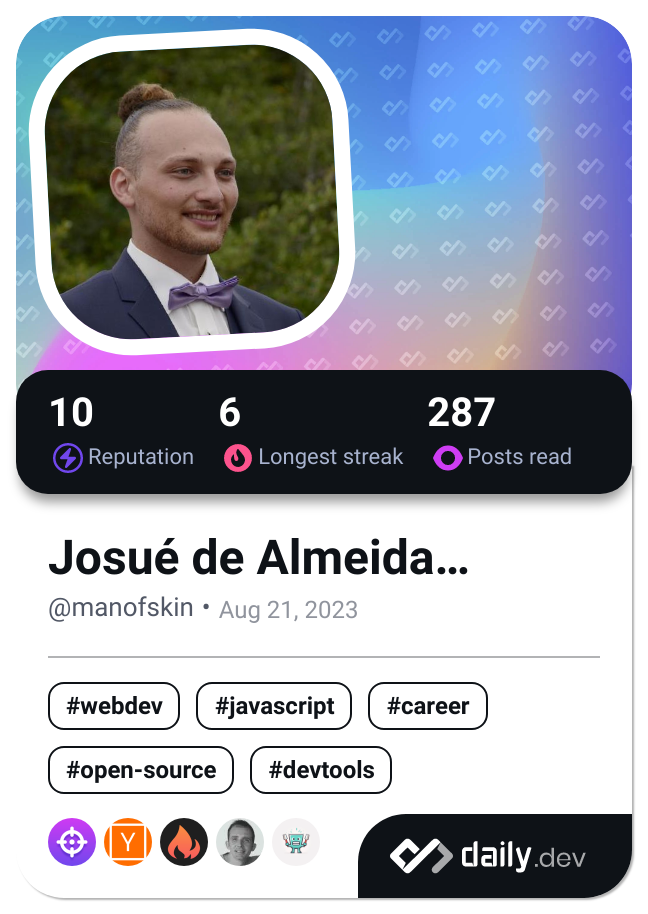 10 6 287
Reputation Longest streak Posts read
Josué de Almeida...
@manofskin • Aug 21, 2023
#webdev #javascript #career
#open-source #devtools
Y
daily.dev